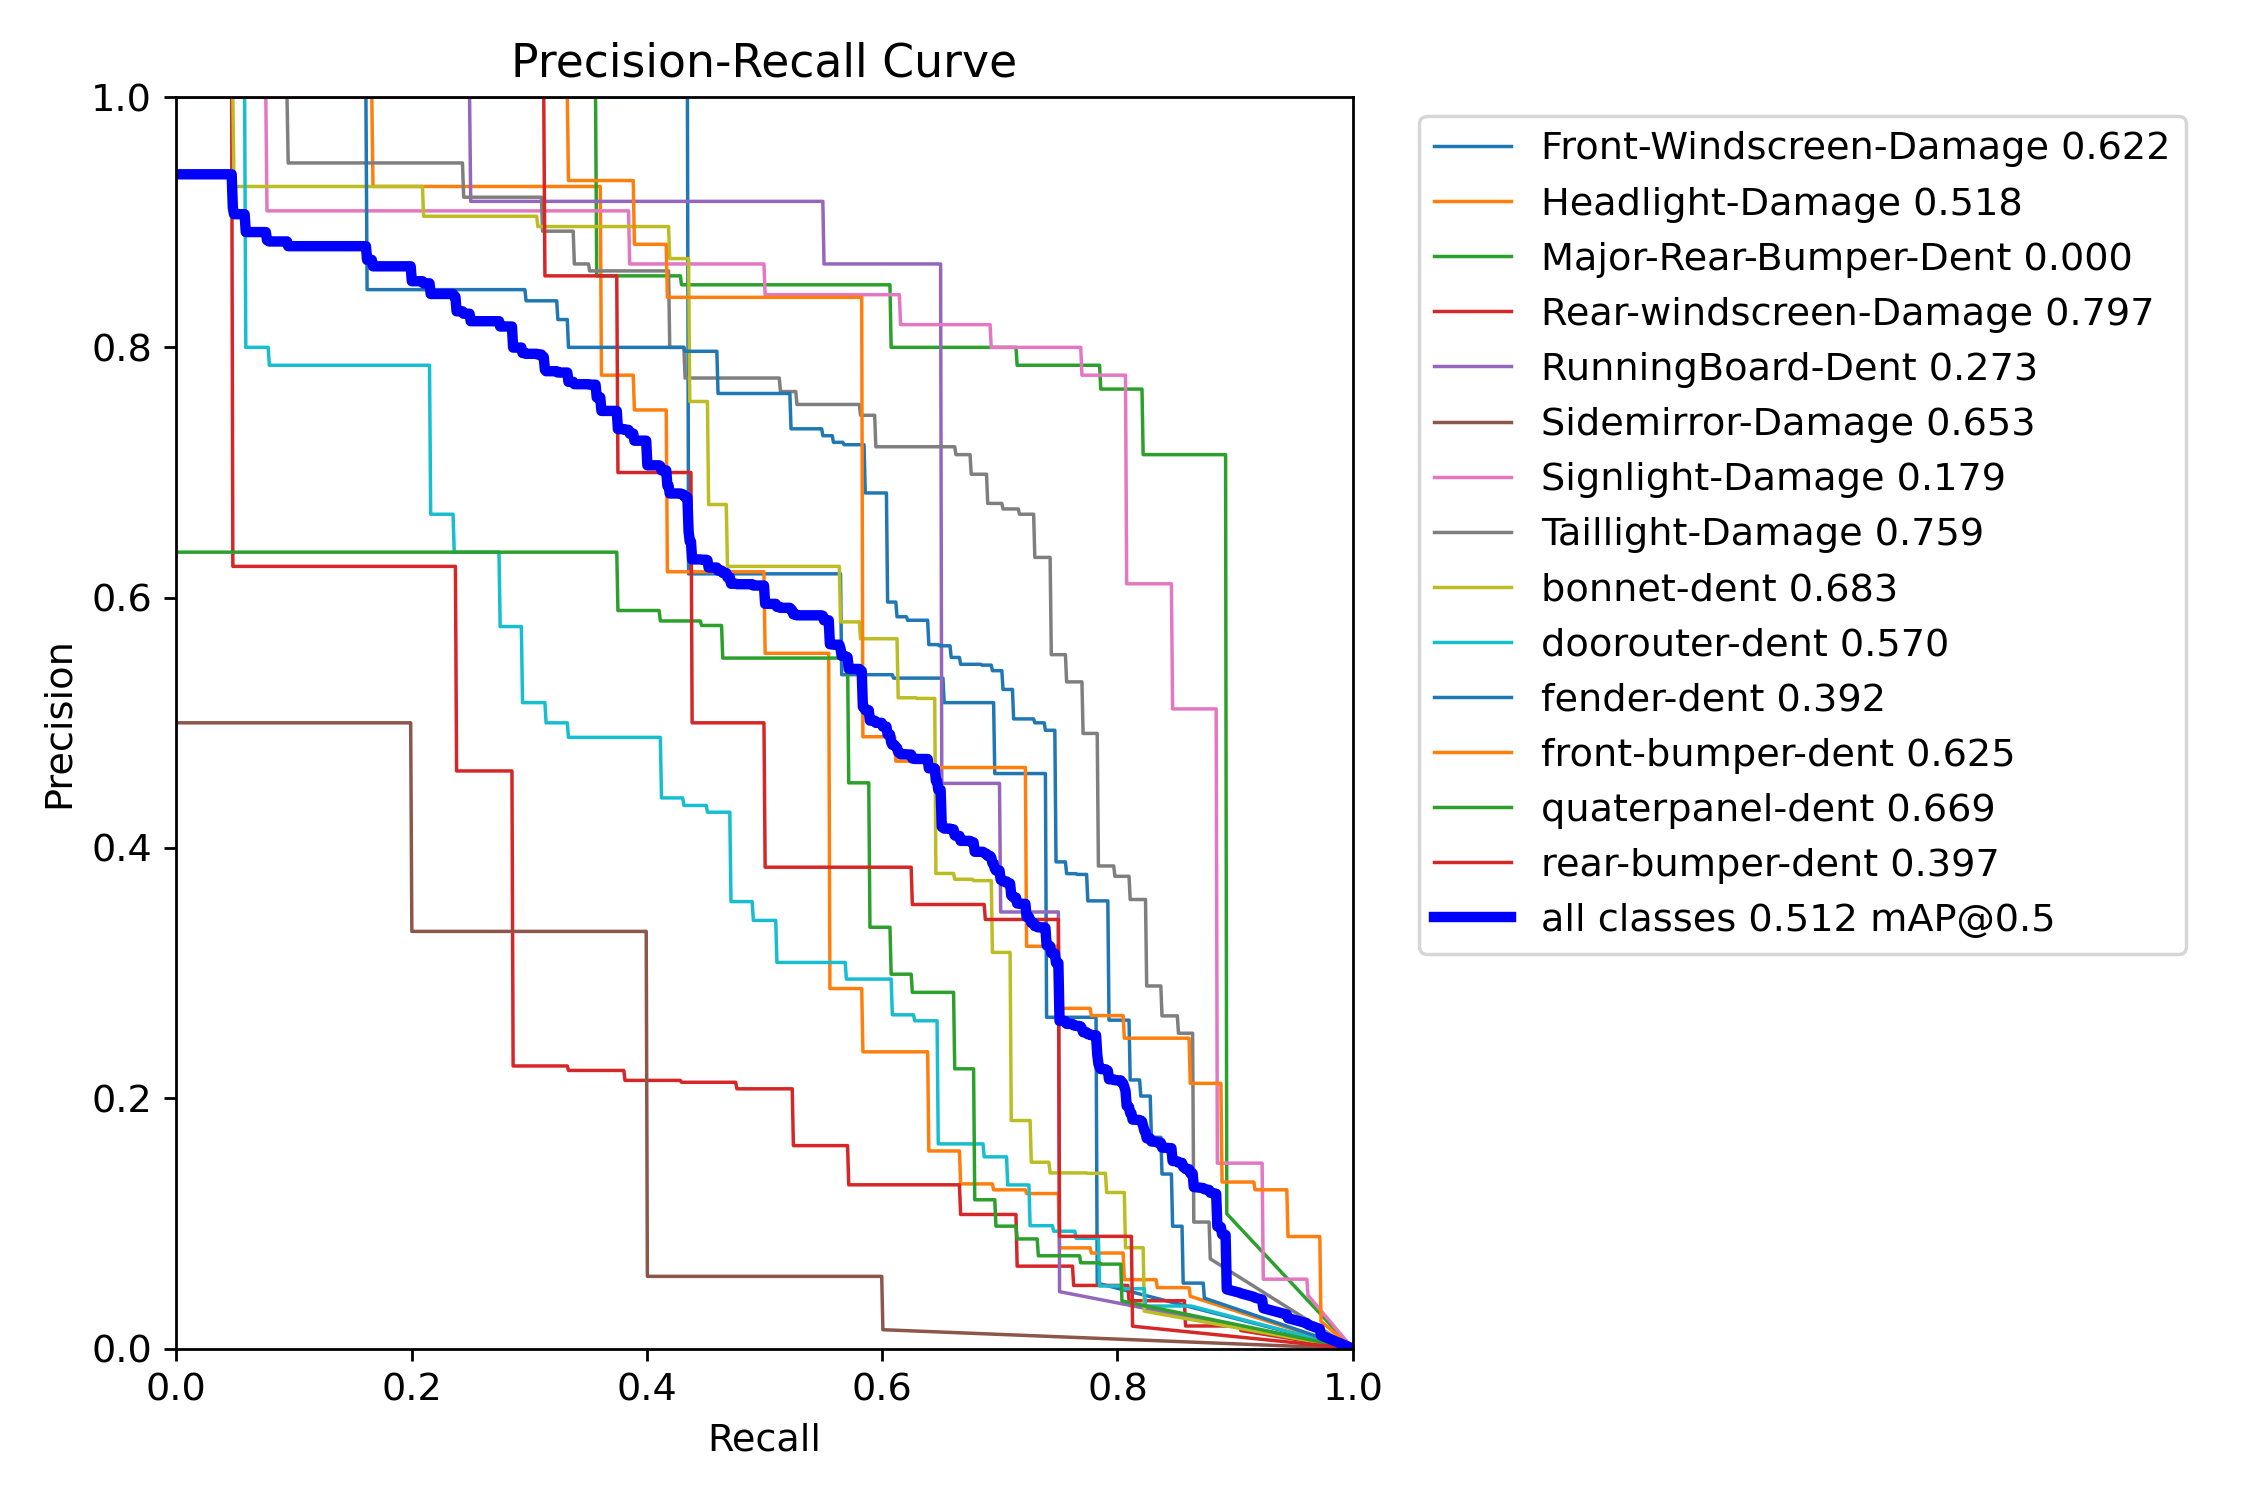 Precision-Recall Curve
1.0
0.8
0.6
0.4
0.2
0.0
Precision
0.0 0.2 0.4 0.6 0.8 1.0
Recall
Front-Windscreen-Damage 0.622
Headlight-Damage 0.518
Major-Rear-Bumper-Dent 0.000
Rear-windscreen-Damage 0.797
RunningBoard-Dent 0.273
Sidemirror-Damage 0.653
Signlight-Damage 0.179
Taillight-Damage 0.759
bonnet-dent 0.683
doorouter-dent 0.570
fender-dent 0.392
front-bumper-dent 0.625
quaterpanel-dent 0.669
rear-bumper-dent 0.397
all classes 0.512 mAP@0.5